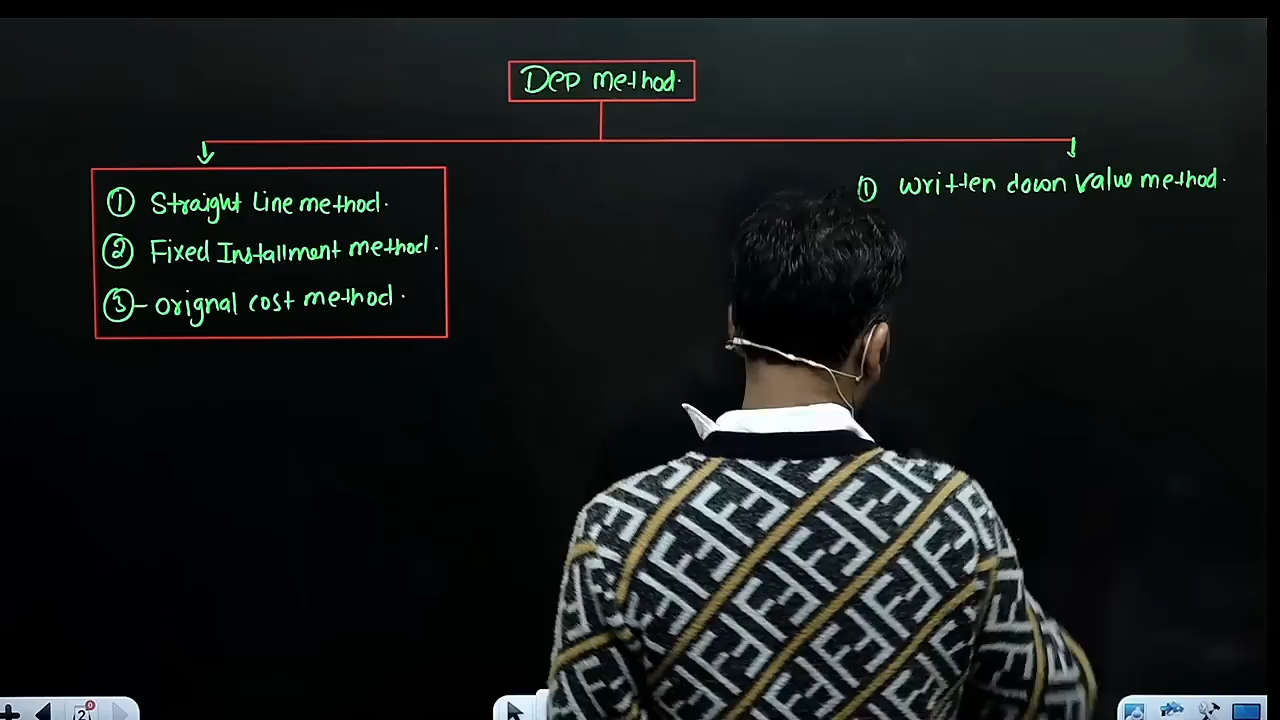 Dep method.
① Straight Line method.
② Fixed Installment method.
③- orignal cost method.
① written down value method.
2